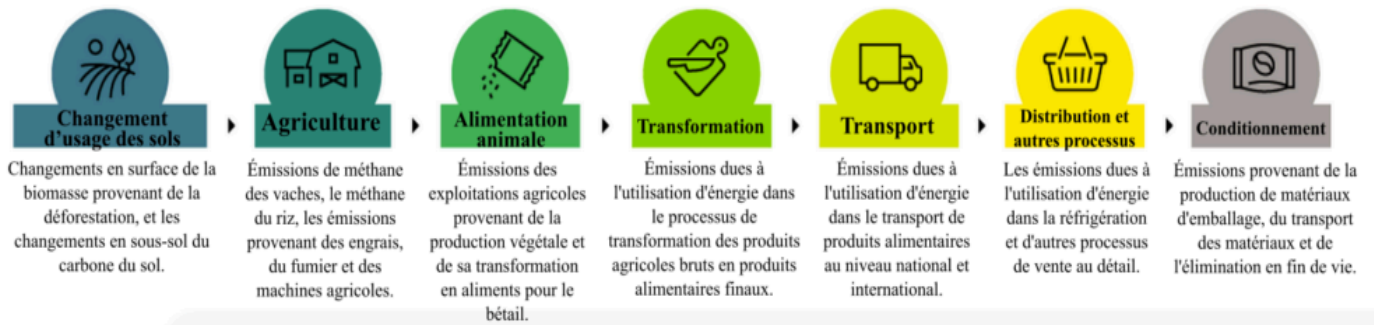 Changement
d'usage des sols
Changements en surface de la
biomasse provenant de la
déforestation, et les
changements en sous-sol du
carbone du sol.
Agriculture
Émissions de méthane
des vaches, le méthane
du riz, les émissions
provenant des engrais,
du fumier et des
machines agricoles.
Alimentation
animale
Émissions des
exploitations agricoles
provenant de la
production végétale et
de sa transformation
en aliments pour le
bétail.
Transformation
Émissions dues à
l'utilisation d'énergie dans
le processus de
transformation des produits
agricoles bruts en produits
alimentaires finaux.
Transport
Émissions dues à
l'utilisation d'énergie
dans le transport de
produits alimentaires
au niveau national et
international.
Distribution et
autres processus
Les émissions dues à
l'utilisation d'énergie
dans la réfrigération
et d'autres processus
de vente au détail.
Conditionnement
Émissions provenant de la
production de matériaux
d'emballage, du transport
des matériaux et de
l'élimination en fin de vie.